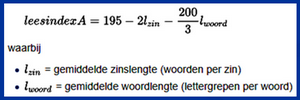 leesindexA = 195 − 2l_zin − 200/3 l_woord
waarbij
• l_zin = gemiddelde zinslengte (woorden per zin)
• l_woord = gemiddelde woordlengte (lettergrepen per woord)